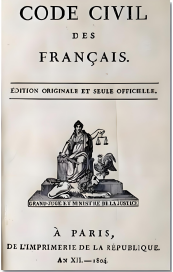 CODE CIVIL
DES
FRANÇAIS.
ÉDITION ORIGINALE ET SEULE OFFICIELLE.
GRAND-JUGE ET MINISTRE DE LA JUSTICE
À PARIS,
DE L'IMPRIMERIE DE LA RÉPUBLIQUE.
AN XII. — 1804.